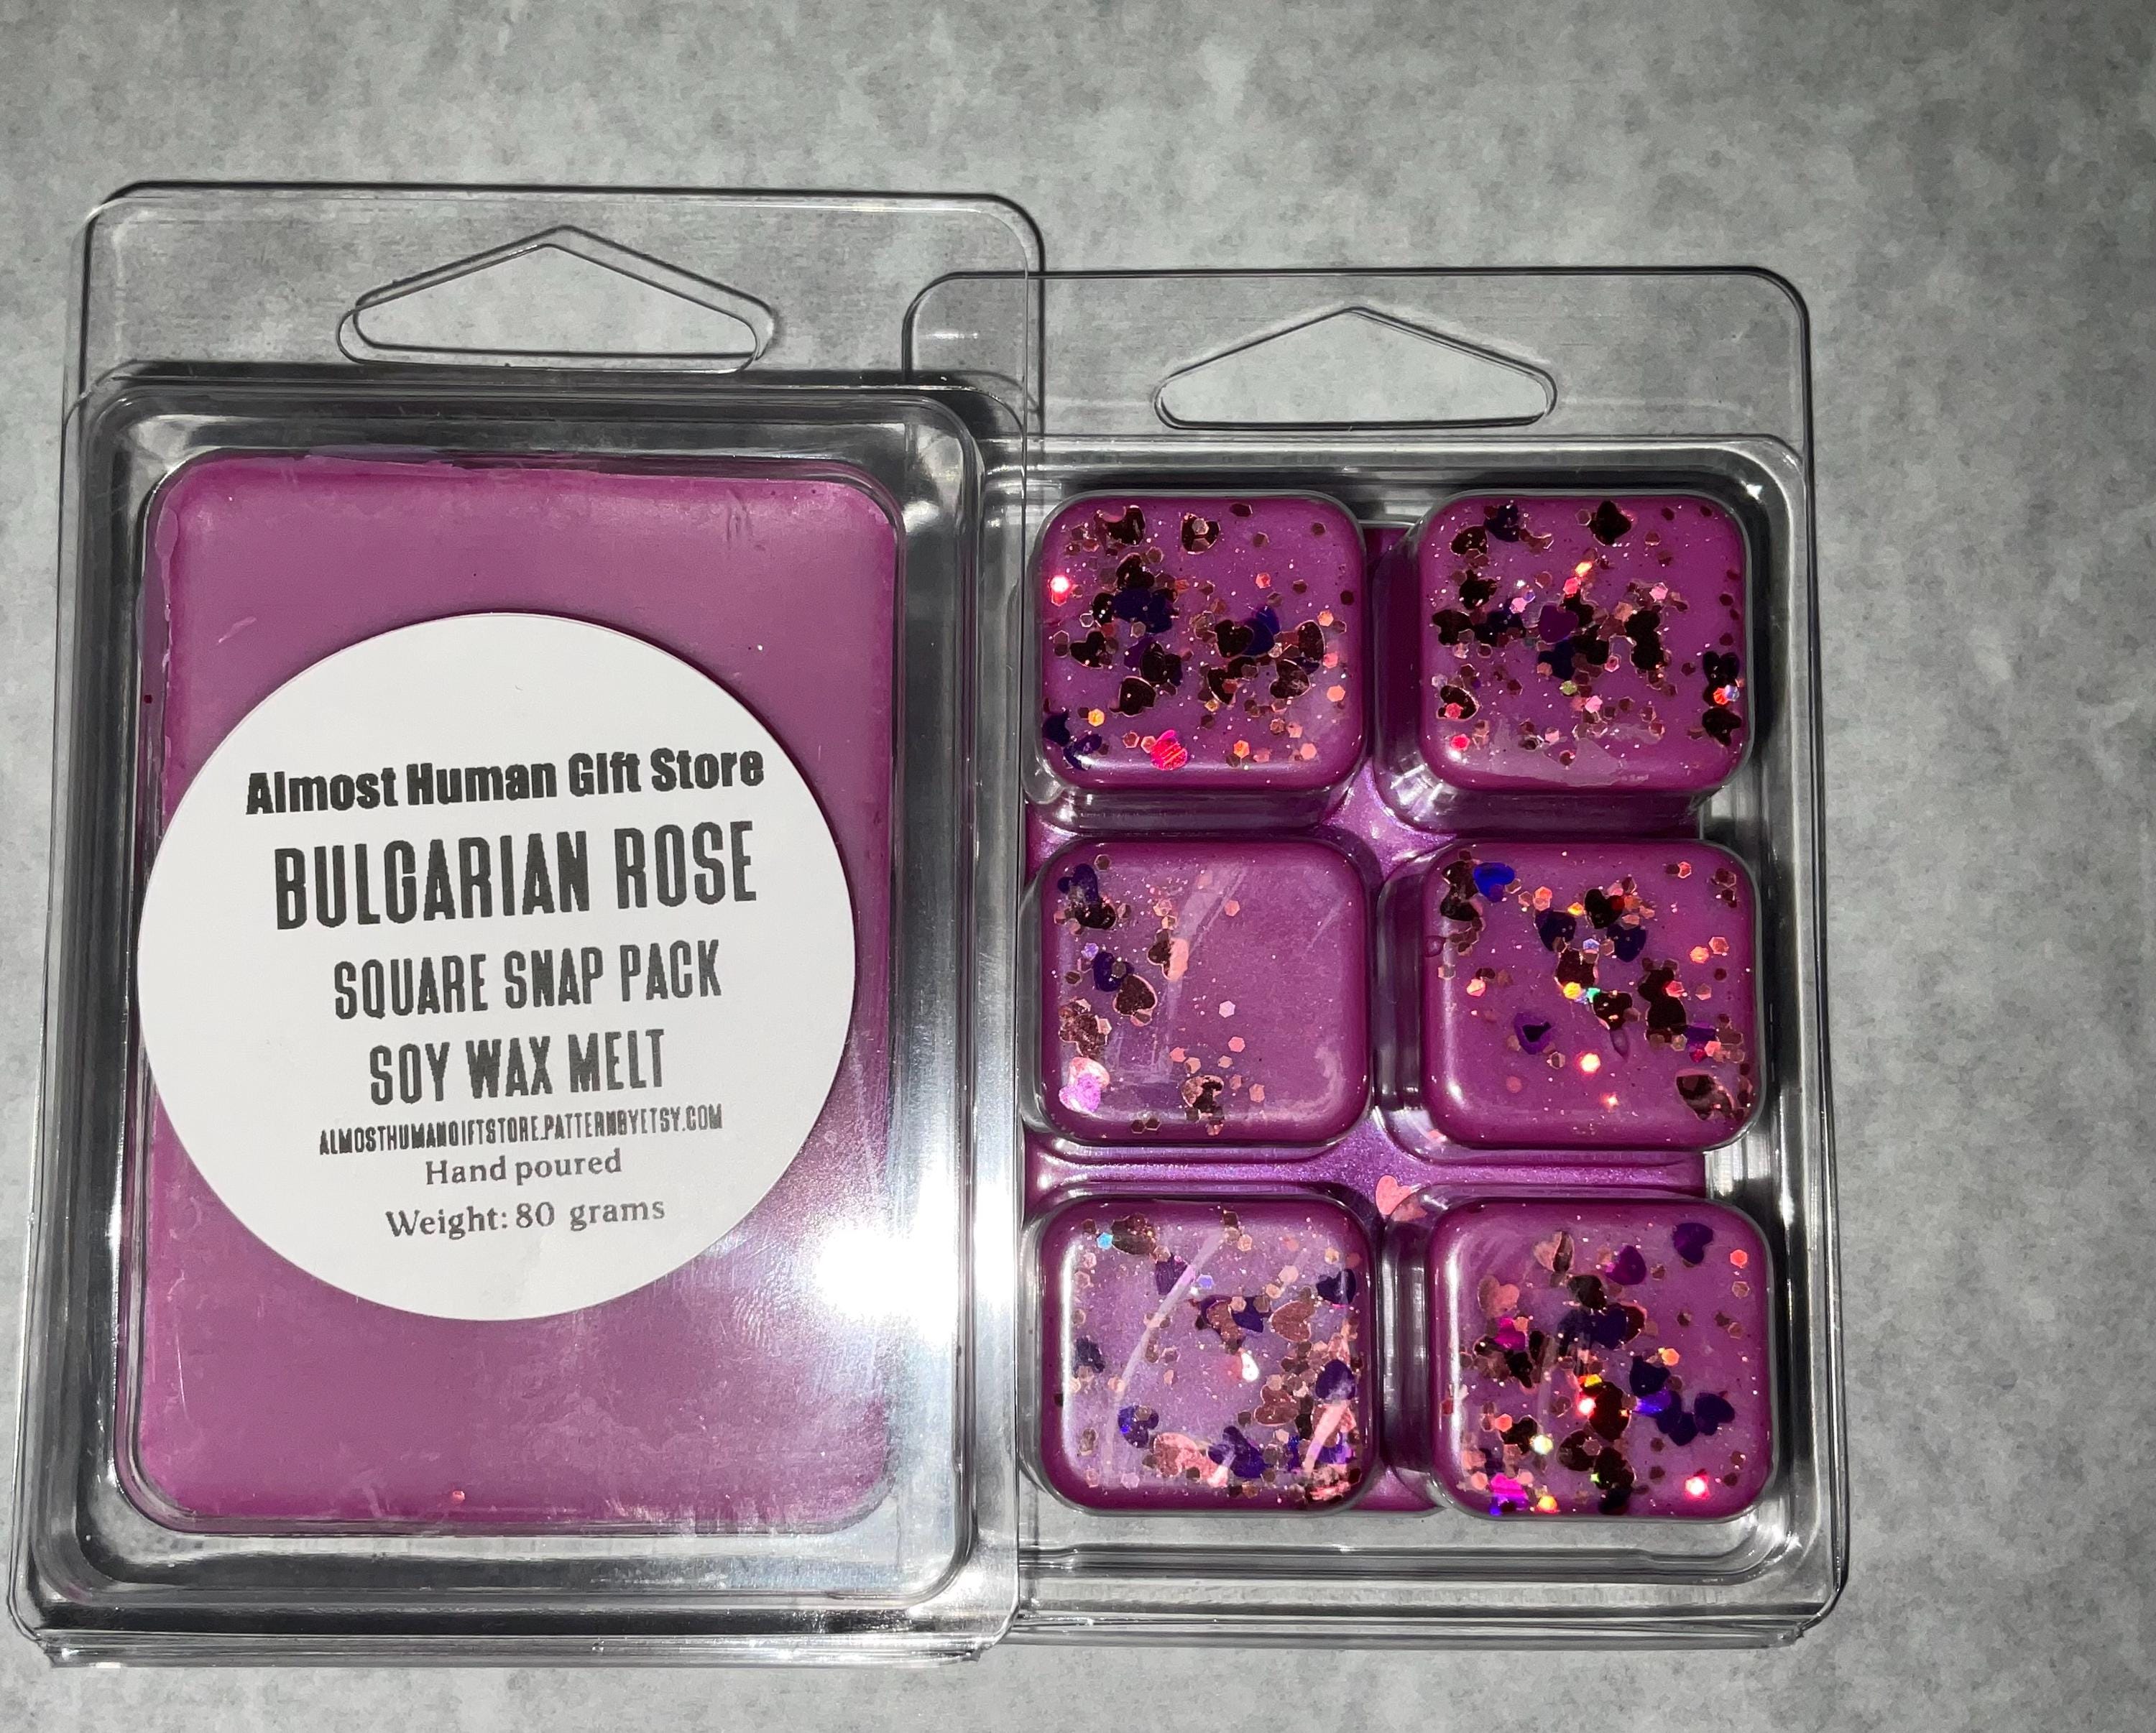 Almost Human Gift Store
BULGARIAN ROSE
SQUARE SNAP PACK
SOY WAX MELT
ALMOSTHUMANGIFTSTORE.PATTERNBYETSY.COM
Hand poured
Weight: 80 grams